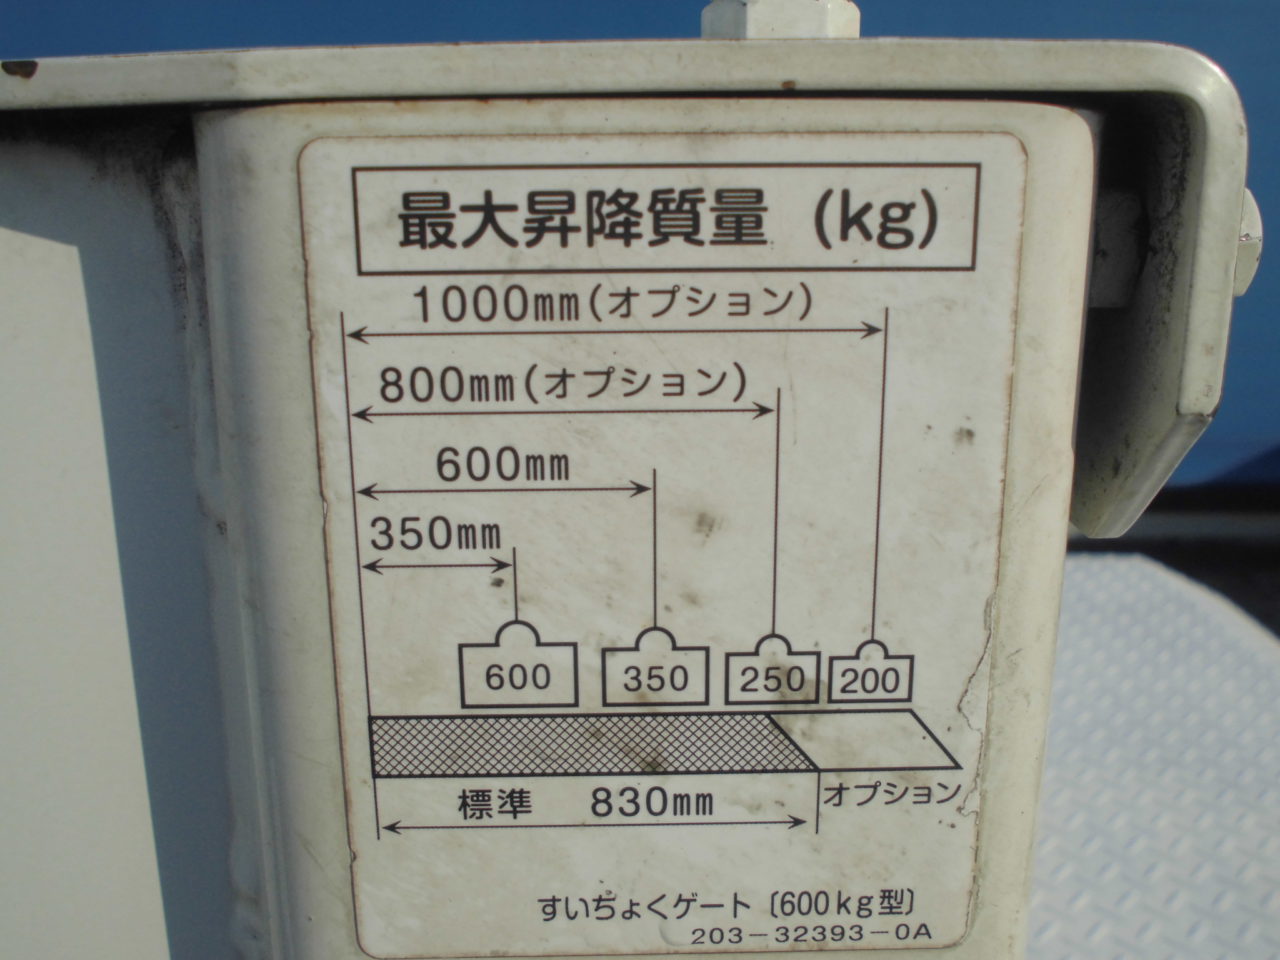 最大昇降質量 (kg)
1000mm(オプション)
800mm(オプション)
600mm
350mm
600 350 250 200
標準 830mm オプション
すいちょくゲート〔600kg型〕
203-32393-0A